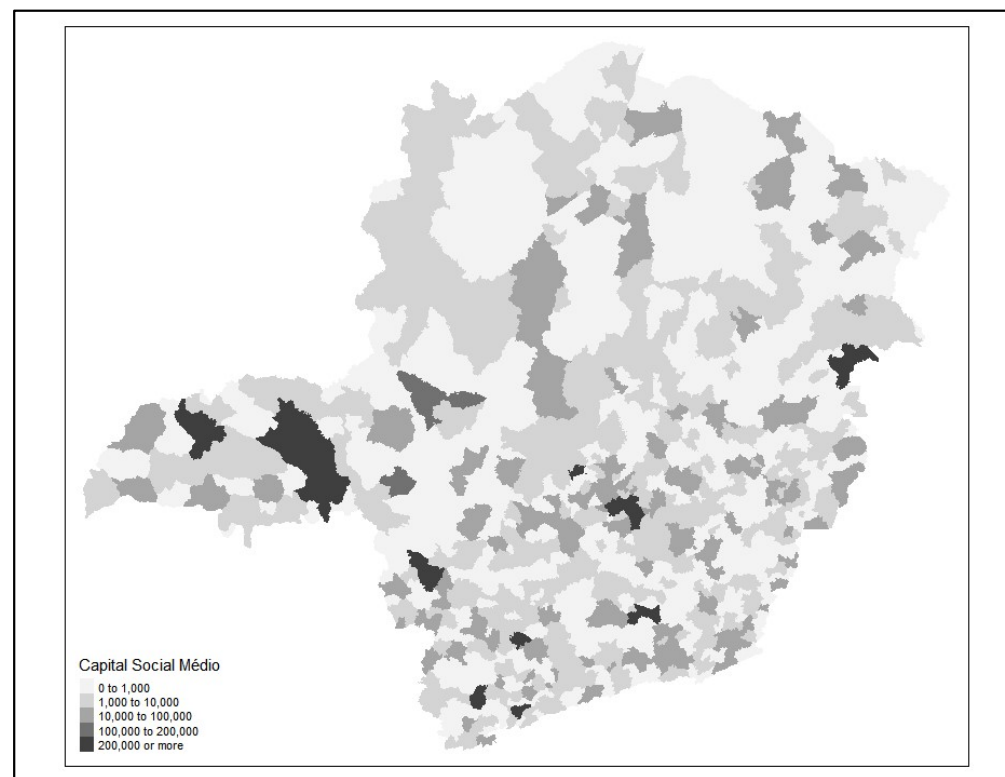 Capital Social Médio
0 to 1,000
1,000 to 10,000
10,000 to 100,000
100,000 to 200,000
200,000 or more